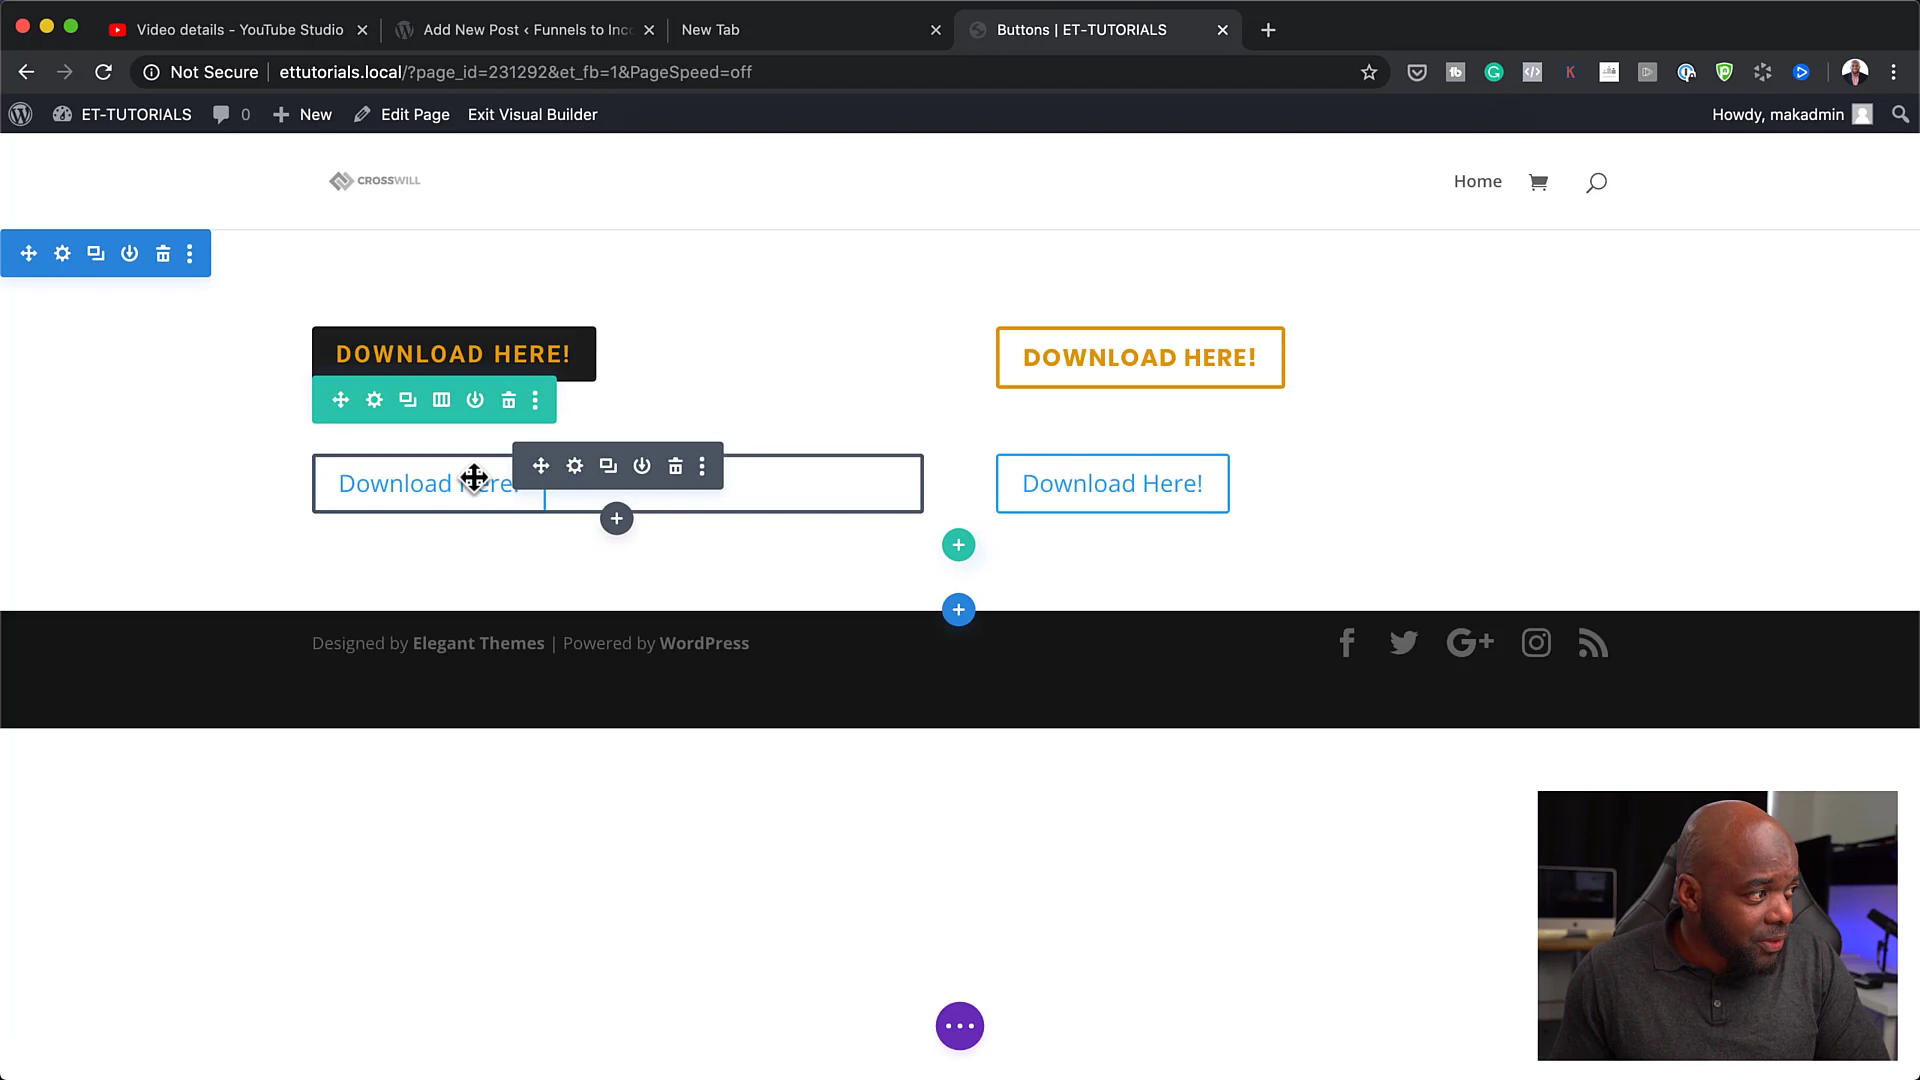 Video details - YouTube Studio
Add New Post ‹ Funnels to Inc
New Tab
Buttons | ET-TUTORIALS
Not Secure
ettutorials.local/?page_id=231292&et_fb=1&PageSpeed=off
ET-TUTORIALS
0
New
Edit Page
Exit Visual Builder
Howdy, makadmin
CROSSWILL
Home
DOWNLOAD HERE!
DOWNLOAD HERE!
Download Here!
Download Here!
Designed by Elegant Themes | Powered by WordPress